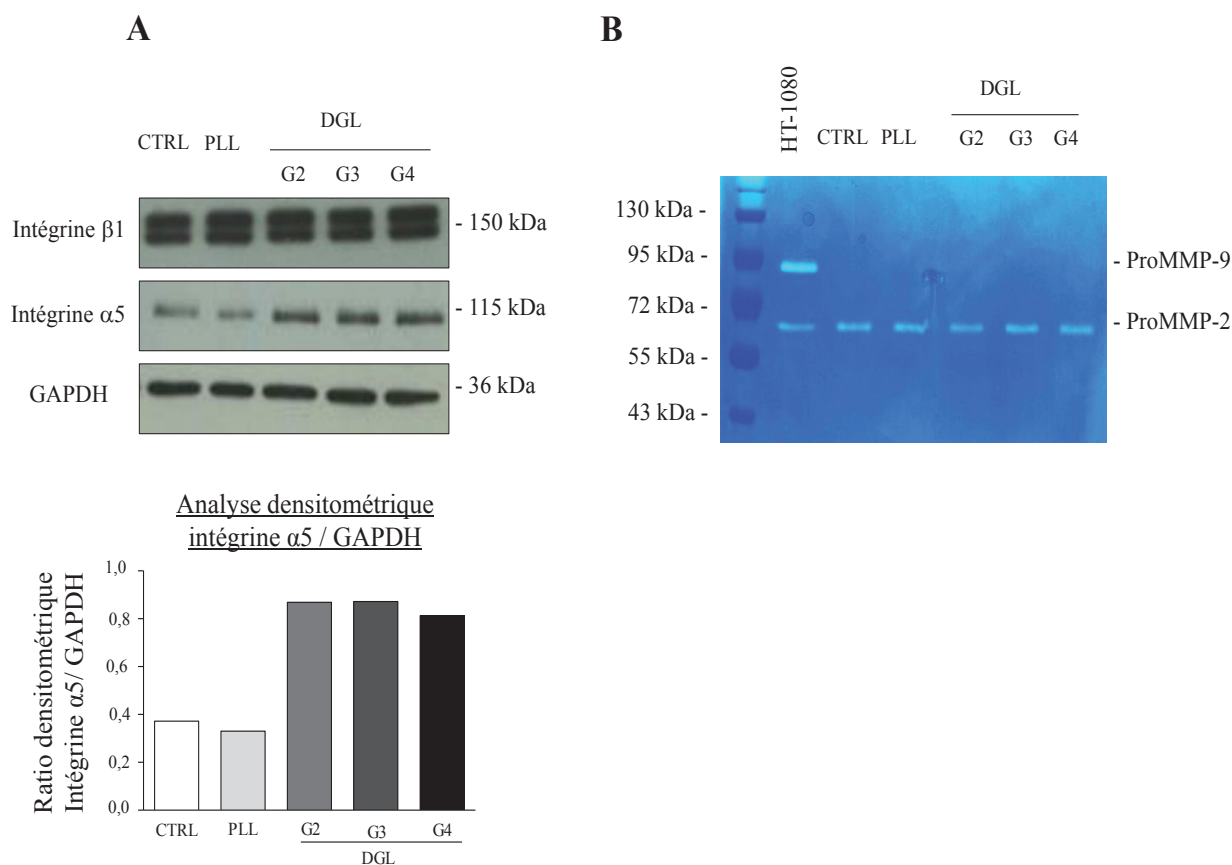 A
CTRL PLL DGL
G2 G3 G4
Intégrine β1 - 150 kDa
Intégrine α5 - 115 kDa
GAPDH - 36 kDa
Analyse densitométrique
intégrine α5 / GAPDH
Ratio densitométrique
Intégrine α5/ GAPDH
1,0
0,8
0,6
0,4
0,2
0,0
CTRL PLL G2 G3 G4
DGL
B
HT-1080 CTRL PLL DGL
G2 G3 G4
130 kDa -
95 kDa - - ProMMP-9
72 kDa -
- ProMMP-2
55 kDa -
43 kDa -